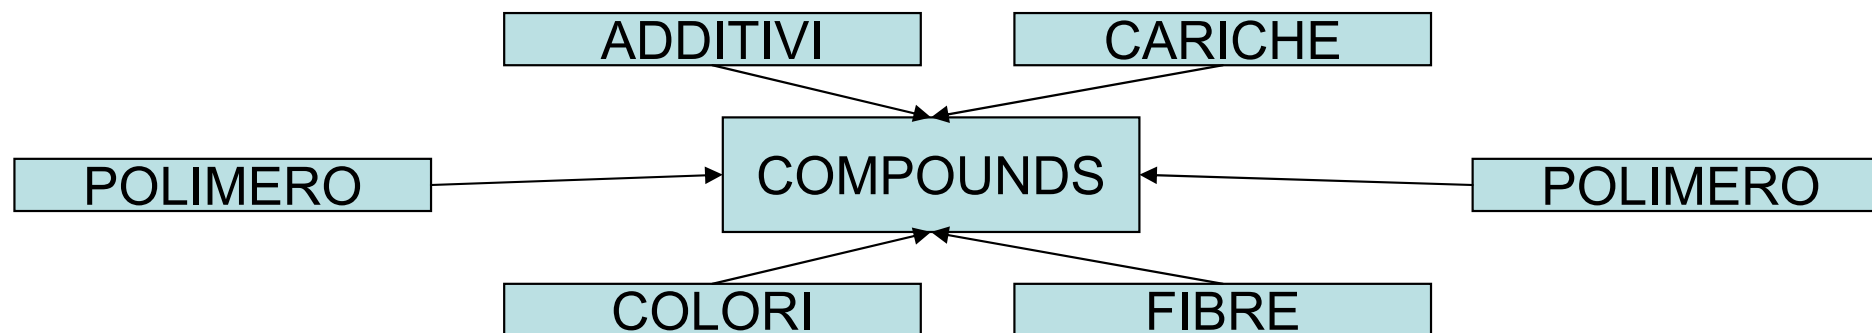 ADDITIVI
CARICHE
POLIMERO
COMPOUNDS
POLIMERO
COLORI
FIBRE